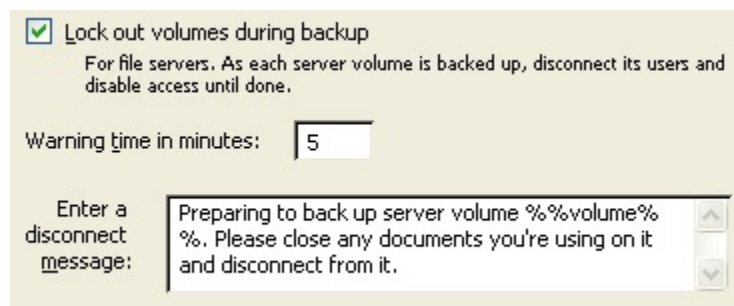 Lock out volumes during backup
For file servers. As each server volume is backed up, disconnect its users and
disable access until done.
Warning time in minutes: 5
Enter a
disconnect
message:
Preparing to back up server volume %%volume%
%. Please close any documents you're using on it
and disconnect from it.